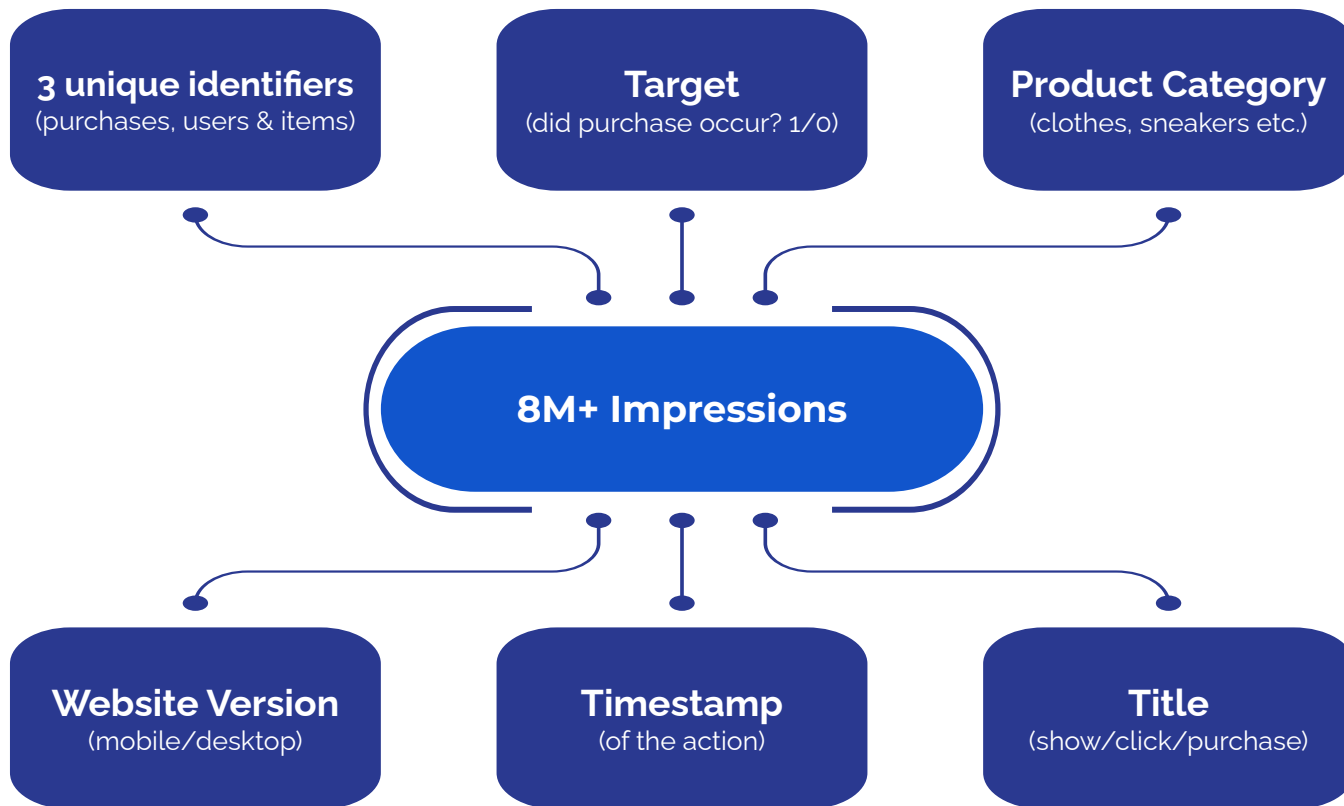 3 unique identifiers
(purchases, users & items)
Target
(did purchase occur? 1/0)
Product Category
(clothes, sneakers etc.)
8M+ Impressions
Website Version
(mobile/desktop)
Timestamp
(of the action)
Title
(show/click/purchase)